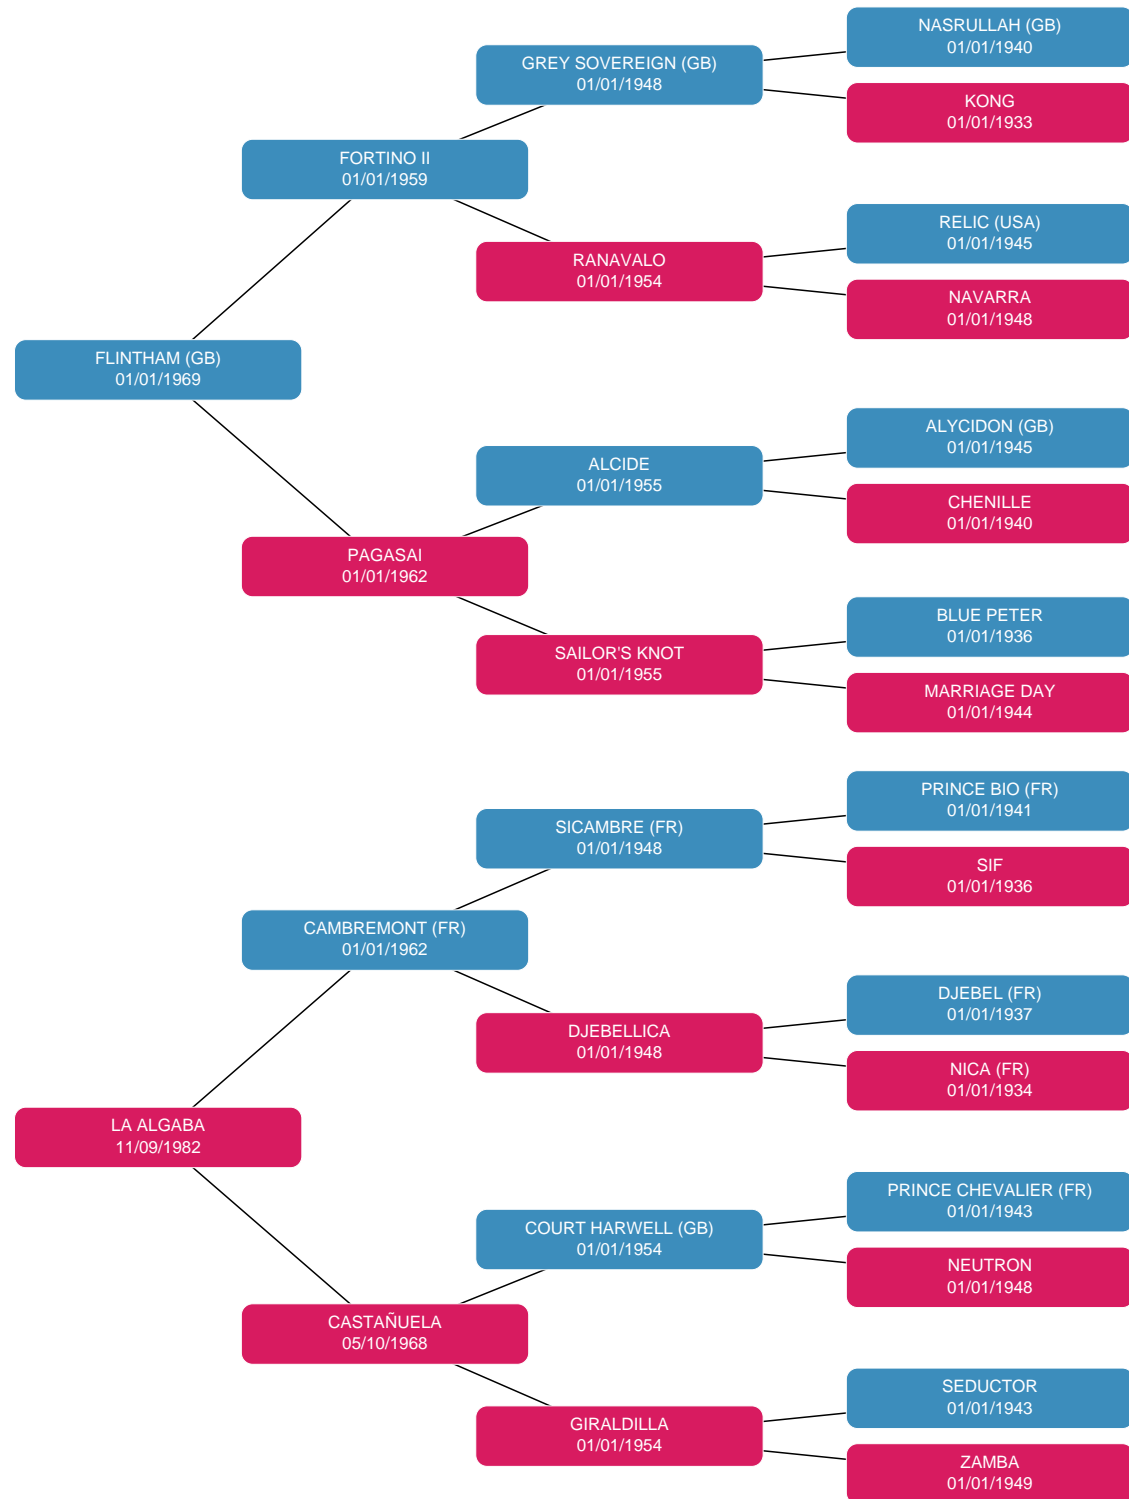 NASRULLAH (GB)
01/01/1940
GREY SOVEREIGN (GB)
01/01/1948
KONG
01/01/1933
FORTINO II
01/01/1959
RELIC (USA)
01/01/1945
RANAVALO
01/01/1954
NAVARRA
01/01/1948
FLINTHAM (GB)
01/01/1969
ALYCIDON (GB)
01/01/1945
ALCIDE
01/01/1955
CHENILLE
01/01/1940
PAGASAI
01/01/1962
BLUE PETER
01/01/1936
SAILOR'S KNOT
01/01/1955
MARRIAGE DAY
01/01/1944
PRINCE BIO (FR)
01/01/1941
SICAMBRE (FR)
01/01/1948
SIF
01/01/1936
CAMBREMONT (FR)
01/01/1962
DJEBEL (FR)
01/01/1937
DJEBELLICA
01/01/1948
NICA (FR)
01/01/1934
LA ALGABA
11/09/1982
PRINCE CHEVALIER (FR)
01/01/1943
COURT HARWELL (GB)
01/01/1954
NEUTRON
01/01/1948
CASTAÑUELA
05/10/1968
SEDUCTOR
01/01/1943
GIRALDILLA
01/01/1954
ZAMBA
01/01/1949